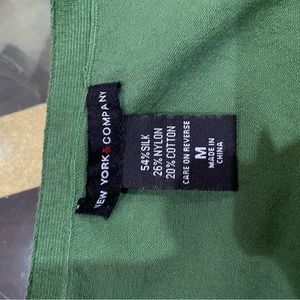 NEW YORK & COMPANY
54% SILK
26% NYLON
20% COTTON
CARE ON REVERSE
M
MADE IN
CHINA